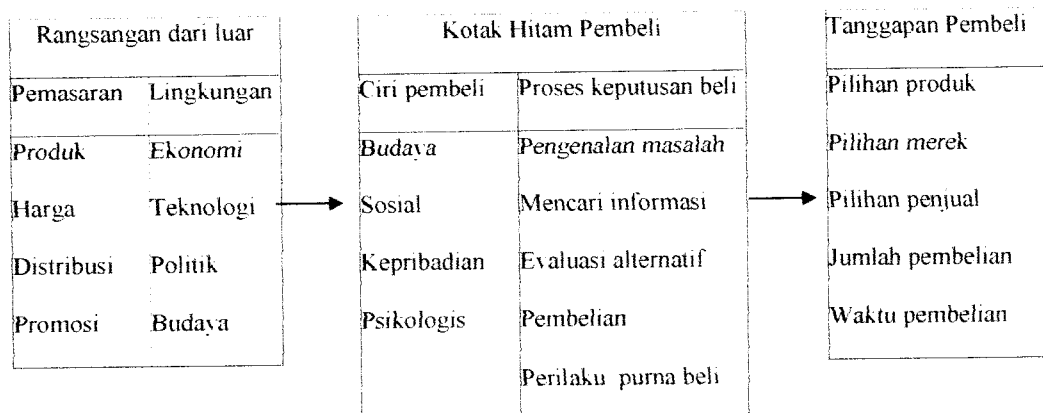 Rangsangan dari luar
Pemasaran Lingkungan
Produk Ekonomi
Harga Teknologi
Distribusi Politik
Promosi Budaya
Kotak Hitam Pembeli
Ciri pembeli Proses keputusan beli
Budaya Pengenalan masalah
Sosial Mencari informasi
Kepribadian Evaluasi alternatif
Psikologis Pembelian
Perilaku purna beli
Tanggapan Pembeli
Pilihan produk
Pilihan merek
Pilihan penjual
Jumlah pembelian
Waktu pembelian